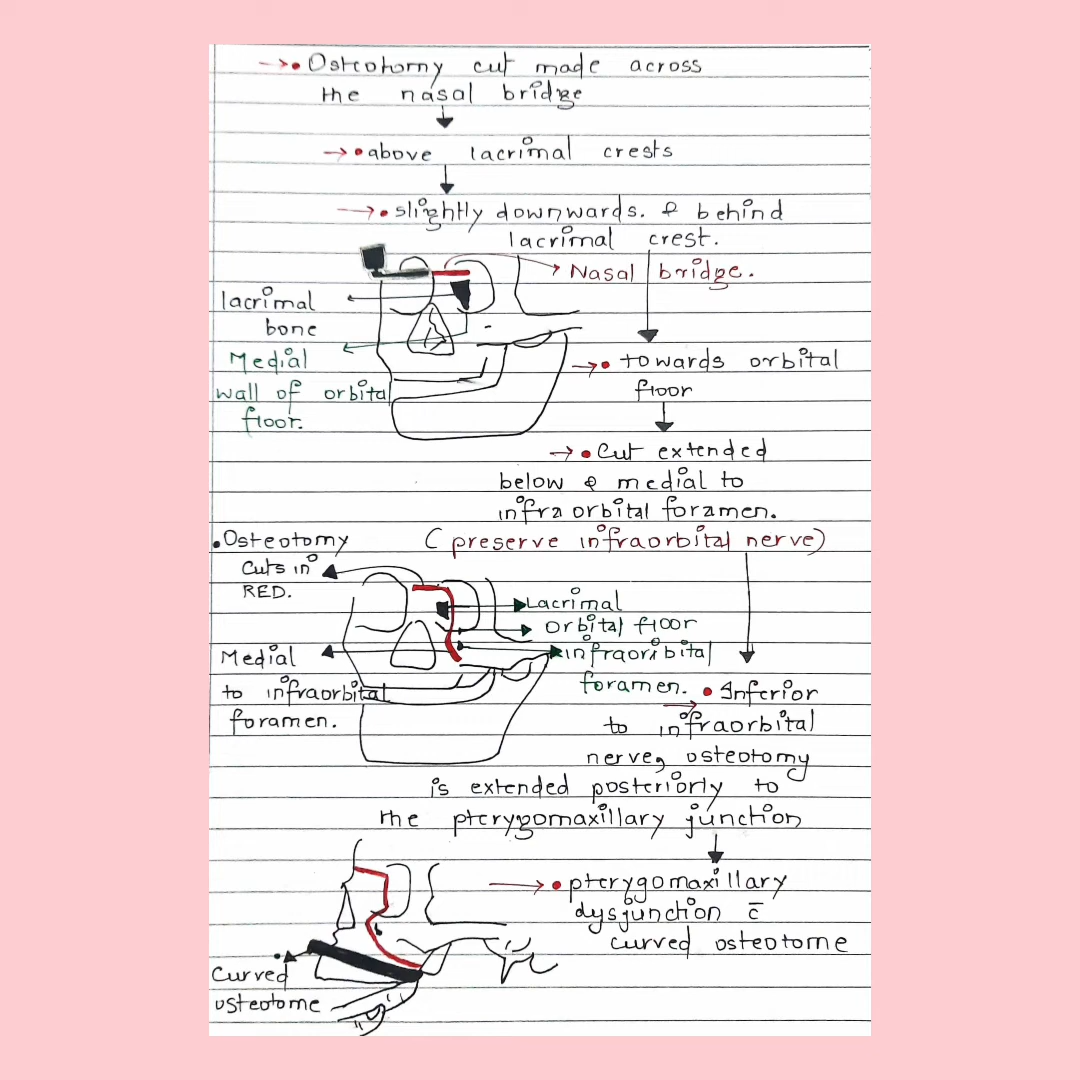 →• Osteotomy cut made across
the nasal bridge
→• above lacrimal crests
→• slightly downwards. & behind
lacrimal crest.
Nasal bridge.
lacrimal
bone
Medial
wall of orbital
floor.
→• towards orbital
floor
→• Cut extended
below & medial to
infra orbital foramen.
(preserve infraorbital nerve)
• Osteotomy
cuts in
RED.
Lacrimal
orbital floor
infraorbital
foramen.
Medial
to infraorbital
foramen.
→• Inferior
to infraorbital
nerve, osteotomy
is extended posteriorly to
the pterygomaxillary junction
→• pterygomaxillary
dysjunction c̄
curved osteotome
Curved
osteotome